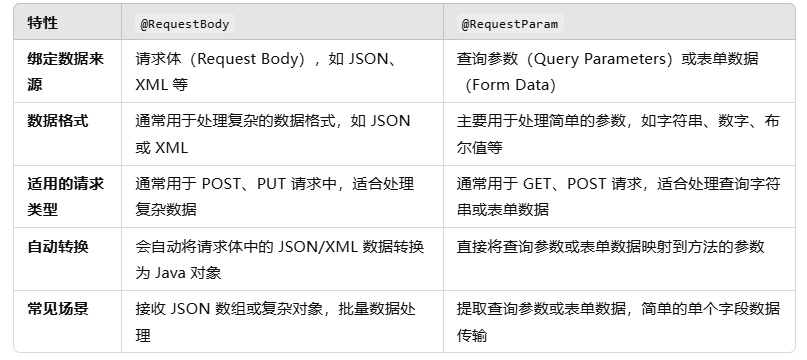 特性 @RequestBody @RequestParam
绑定数据来 请求体（Request Body），如 JSON、 查询参数（Query Parameters）或表单数据
源 XML 等 （Form Data）
数据格式 通常用于处理复杂的数据格式，如 JSON 主要用于处理简单的参数，如字符串、数字、布
或 XML 尔值等
适用的请求 通常用于 POST、PUT 请求中，适合处理 通常用于 GET、POST 请求，适合处理查询字符
类型 复杂数据 串或表单数据
自动转换 会自动将请求体中的 JSON/XML 数据转换 直接将查询参数或表单数据映射到方法的参数
为 Java 对象
常见场景 接收 JSON 数组或复杂对象，批量数据处 提取查询参数或表单数据，简单的单个字段数据
理 传输